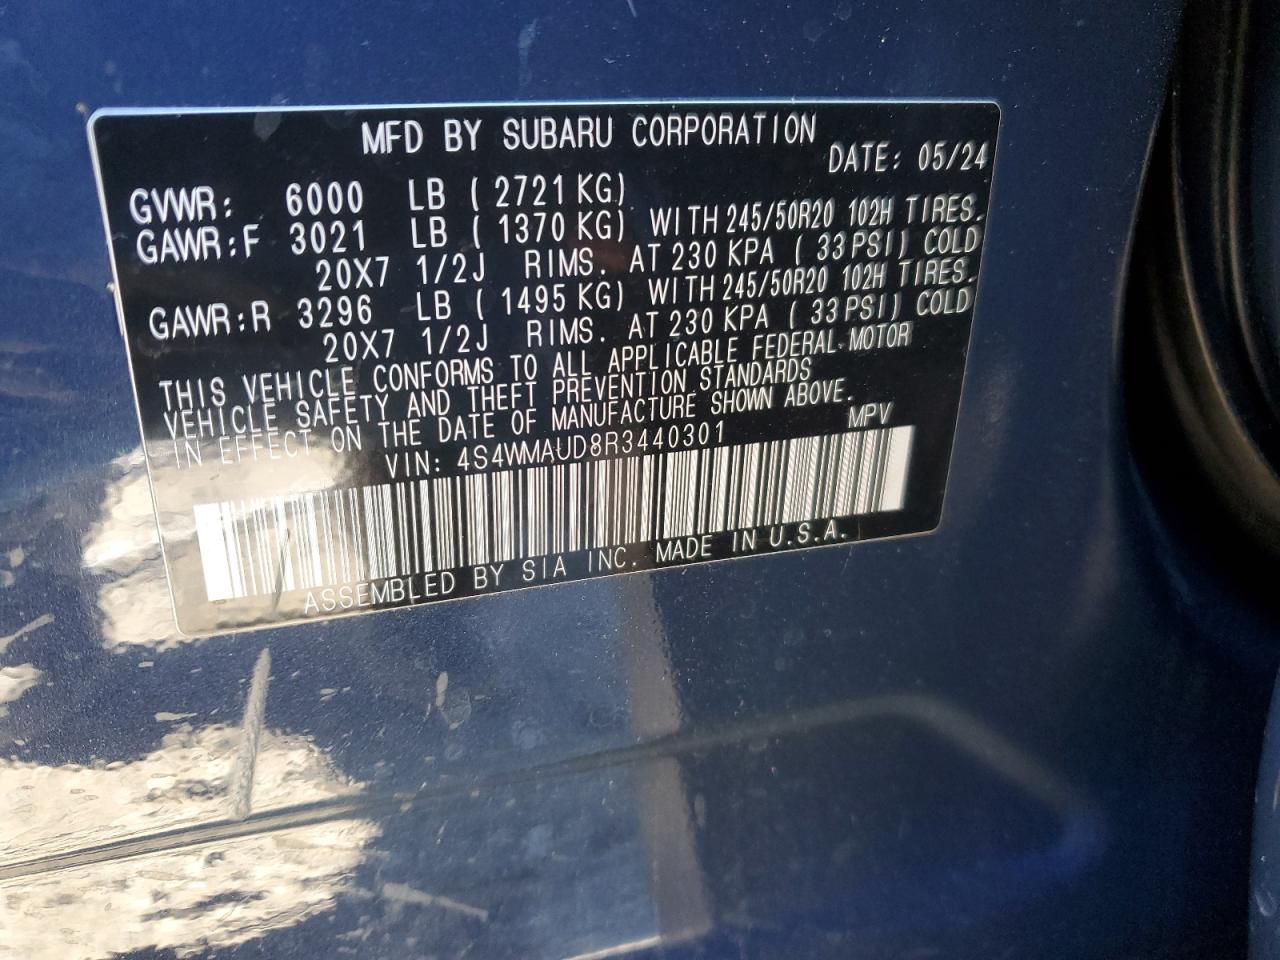 MFD BY SUBARU CORPORATION
DATE: 05/24
GVWR: 6000 LB ( 2721 KG)
GAWR:F 3021 LB ( 1370 KG) WITH 245/50R20 102H TIRES.
20X7 1/2J RIMS. AT 230 KPA ( 33 PSI) COLD
GAWR:R 3296 LB ( 1495 KG) WITH 245/50R20 102H TIRES.
20X7 1/2J RIMS. AT 230 KPA ( 33 PSI) COLD
THIS VEHICLE CONFORMS TO ALL APPLICABLE FEDERAL MOTOR
VEHICLE SAFETY AND THEFT PREVENTION STANDARDS
IN EFFECT ON THE DATE OF MANUFACTURE SHOWN ABOVE.
VIN: 4S4WMAUD8R3440301 MPV
ASSEMBLED BY SIA INC. MADE IN U.S.A.